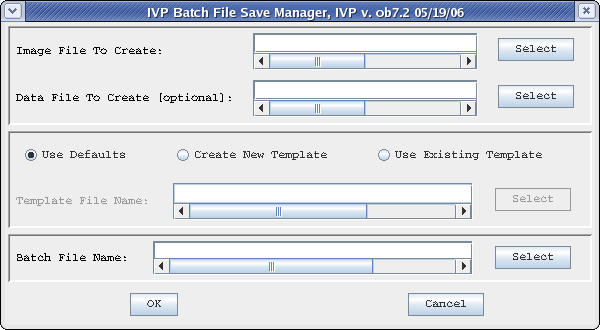 IVP Batch File Save Manager, IVP v. ob7.2 05/19/06
Image File To Create:
Select
Data File To Create [optional]:
Select
Use Defaults
Create New Template
Use Existing Template
Template File Name:
Select
Batch File Name:
Select
OK
Cancel